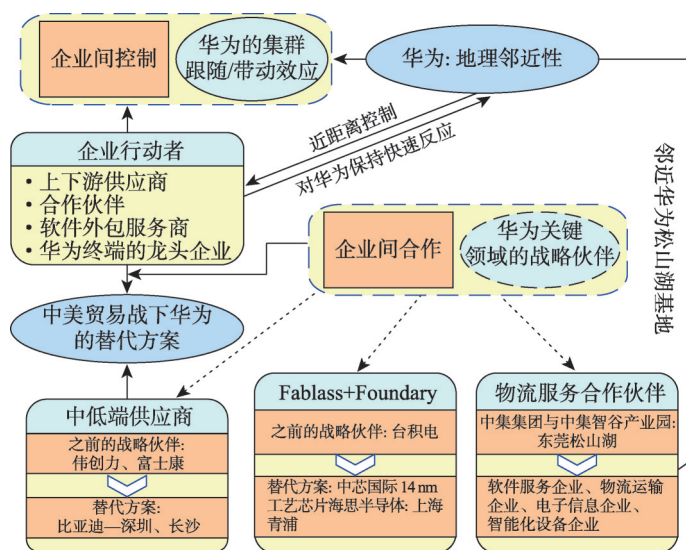 企业间控制
华为的集群
跟随/带动效应
华为: 地理邻近性
近距离控制
对华为保持快速反应
企业行动者
• 上下游供应商
• 合作伙伴
• 软件外包服务商
• 华为终端的龙头企业
企业间合作
华为关键
领域的战略伙伴
邻近华为松山湖基地
中美贸易战下华为
的替代方案
中低端供应商
之前的战略伙伴:
伟创力、富士康
替代方案:
比亚迪—深圳、长沙
Fablass+Foundary
之前的战略伙伴: 台积电
替代方案: 中芯国际 14 nm
工艺芯片海思半导体: 上海
青浦
物流服务合作伙伴
中集集团与中集智谷产业园:
东莞松山湖
软件服务企业、物流运输
企业、电子信息企业、
智能化设备企业